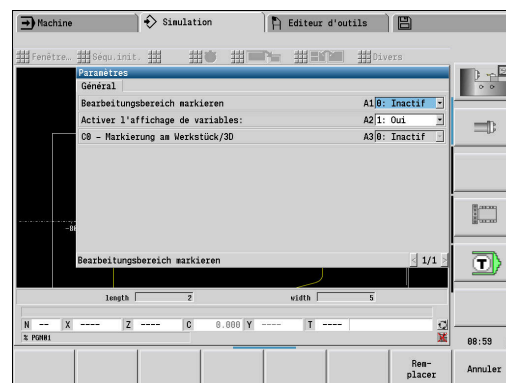 Machine Simulation Editeur d'outils
Fenêtre... Séqu.init. Divers
Paramètres
Général
Bearbeitungsbereich markieren A1 0: Inactif
Activer l'affichage de variables: A2 1: Oui
C0 - Markierung am Werkstück/3D A3 0: Inactif
Bearbeitungsbereich markieren 1/1
T
length 2 width 5
N -- X ---- Z ---- C 0.000 Y ---- T ----
% PGM01
08:59
Rem-
placer
Annuler